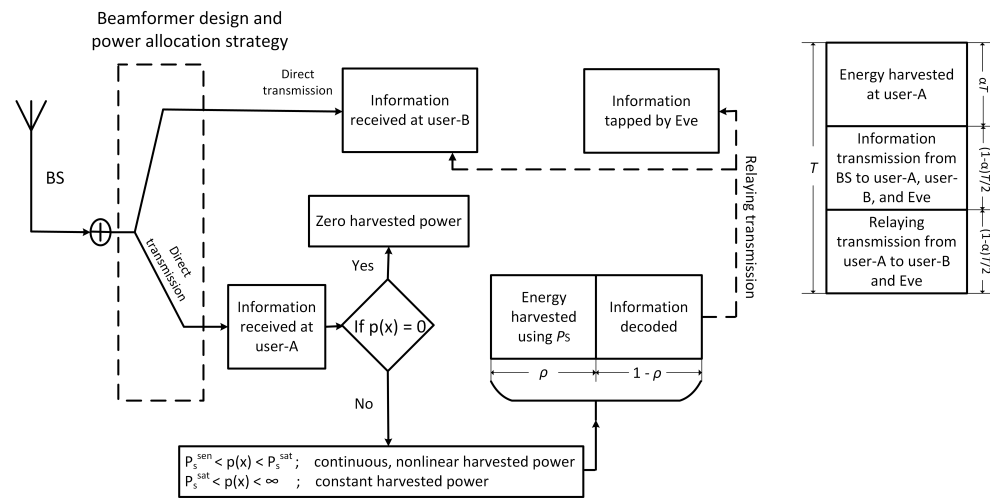 Beamformer design and
power allocation strategy
BS
Direct
transmission
Direct
transmission
Information
received at user-B
Information
tapped by Eve
Relaying transmission
Zero harvested power
Yes
Information
received at
user-A
If p(x) = 0
No
Energy
harvested
using Ps
Information
decoded
ρ
1 - ρ
Pₛˢᵉⁿ < p(x) < Pₛˢᵃᵗ ; continuous, nonlinear harvested power
Pₛˢᵃᵗ < p(x) < ∞ ; constant harvested power
T
Energy harvested
at user-A
αT
Information
transmission from
BS to user-A, user-
B, and Eve
(1-α)T/2
Relaying
transmission from
user-A to user-B
and Eve
(1-α)T/2